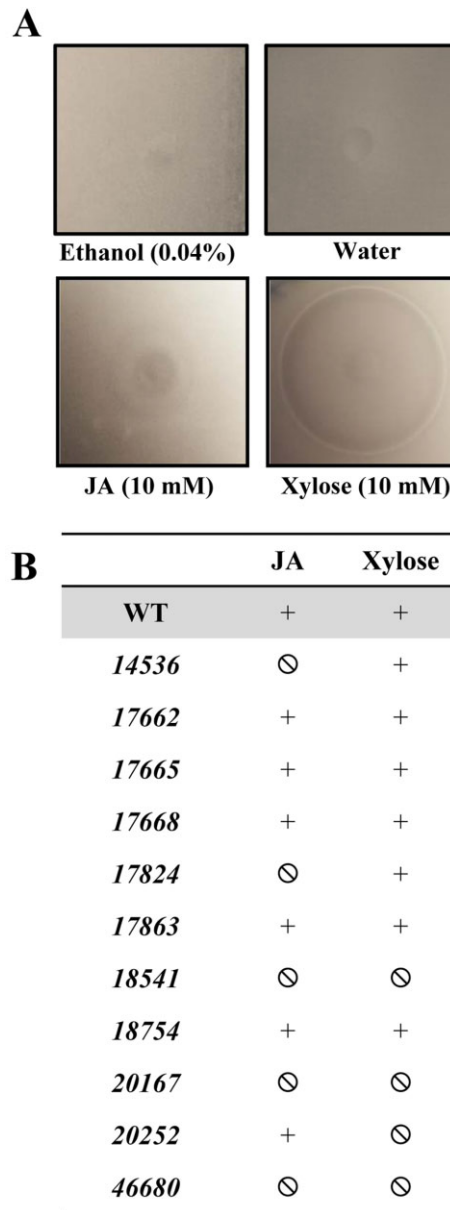 A
Ethanol (0.04%) Water
JA (10 mM) Xylose (10 mM)
B
JA Xylose
WT + +
14536 ⦸ +
17662 + +
17665 + +
17668 + +
17824 ⦸ +
17863 + +
18541 ⦸ ⦸
18754 + +
20167 ⦸ ⦸
20252 + ⦸
46680 ⦸ ⦸